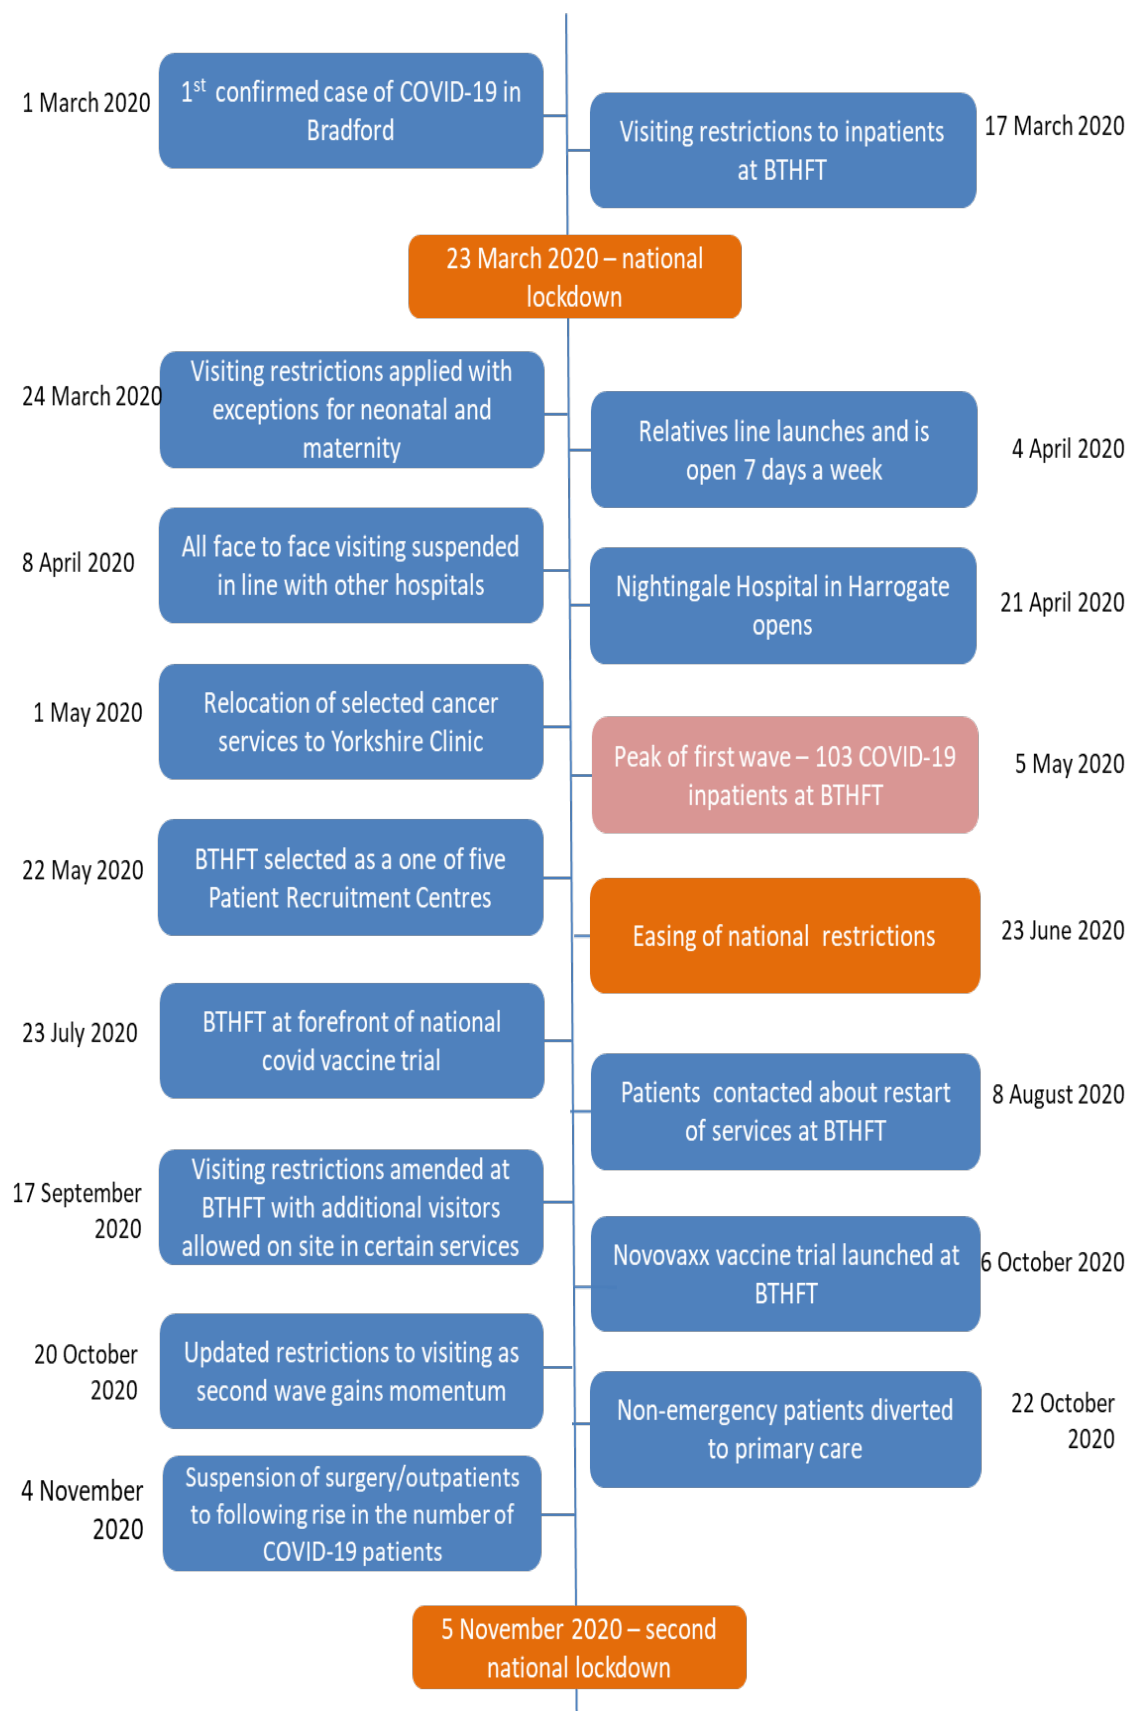 1 March 2020
1st confirmed case of COVID-19 in
Bradford
17 March 2020
Visiting restrictions to inpatients
at BTHFT
23 March 2020 – national
lockdown
24 March 2020
Visiting restrictions applied with
exceptions for neonatal and
maternity
4 April 2020
Relatives line launches and is
open 7 days a week
8 April 2020
All face to face visiting suspended
in line with other hospitals
21 April 2020
Nightingale Hospital in Harrogate
opens
1 May 2020
Relocation of selected cancer
services to Yorkshire Clinic
5 May 2020
Peak of first wave – 103 COVID-19
inpatients at BTHFT
22 May 2020
BTHFT selected as a one of five
Patient Recruitment Centres
23 June 2020
Easing of national restrictions
23 July 2020
BTHFT at forefront of national
covid vaccine trial
8 August 2020
Patients contacted about restart
of services at BTHFT
17 September
2020
Visiting restrictions amended at
BTHFT with additional visitors
allowed on site in certain services
6 October 2020
Novovaxx vaccine trial launched at
BTHFT
20 October
2020
Updated restrictions to visiting as
second wave gains momentum
22 October
2020
Non-emergency patients diverted
to primary care
4 November
2020
Suspension of surgery/outpatients
to following rise in the number of
COVID-19 patients
5 November 2020 – second
national lockdown